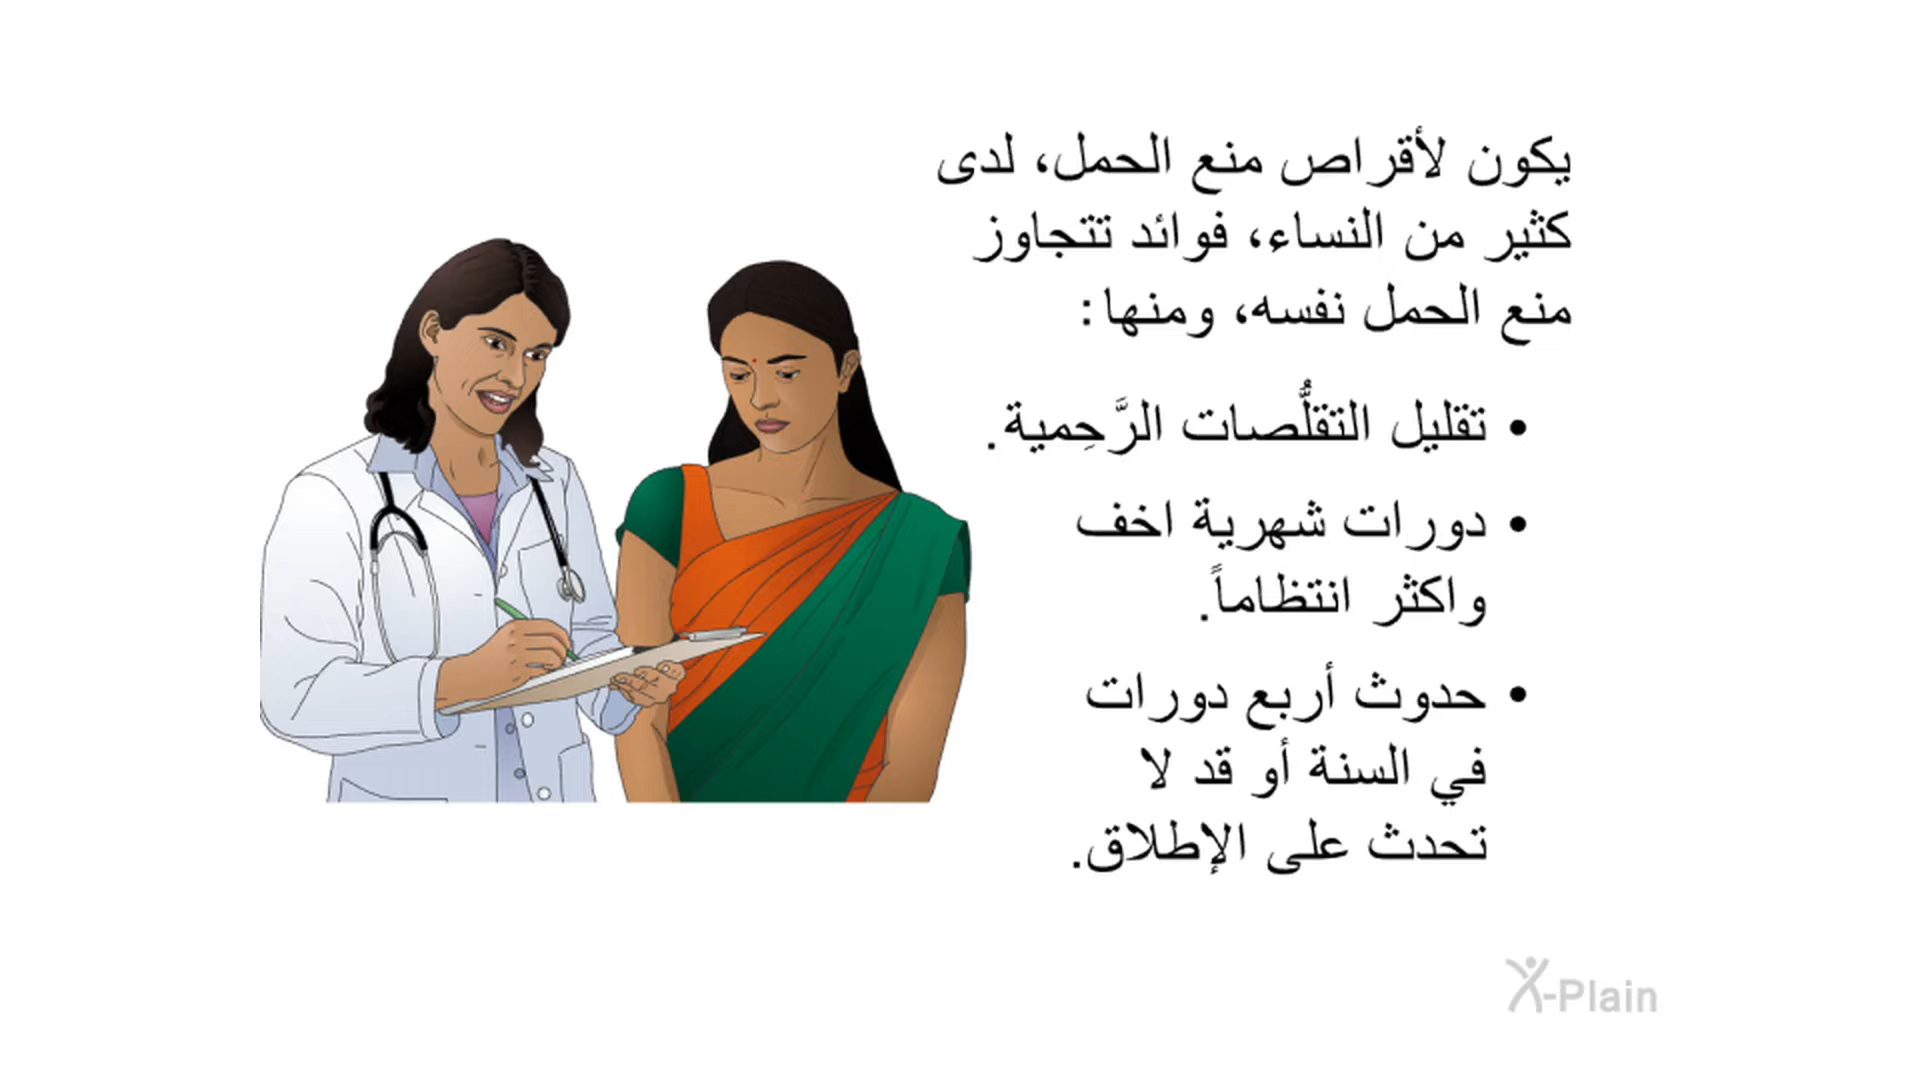 يكون لأقراص منع الحمل، لدى
كثير من النساء، فوائد تتجاوز
منع الحمل نفسه، ومنها:
• تقليل التقلُّصات الرَّحِمية.
• دورات شهرية اخف
واكثر انتظاماً.
• حدوث أربع دورات
في السنة أو قد لا
تحدث على الإطلاق.
X-Plain